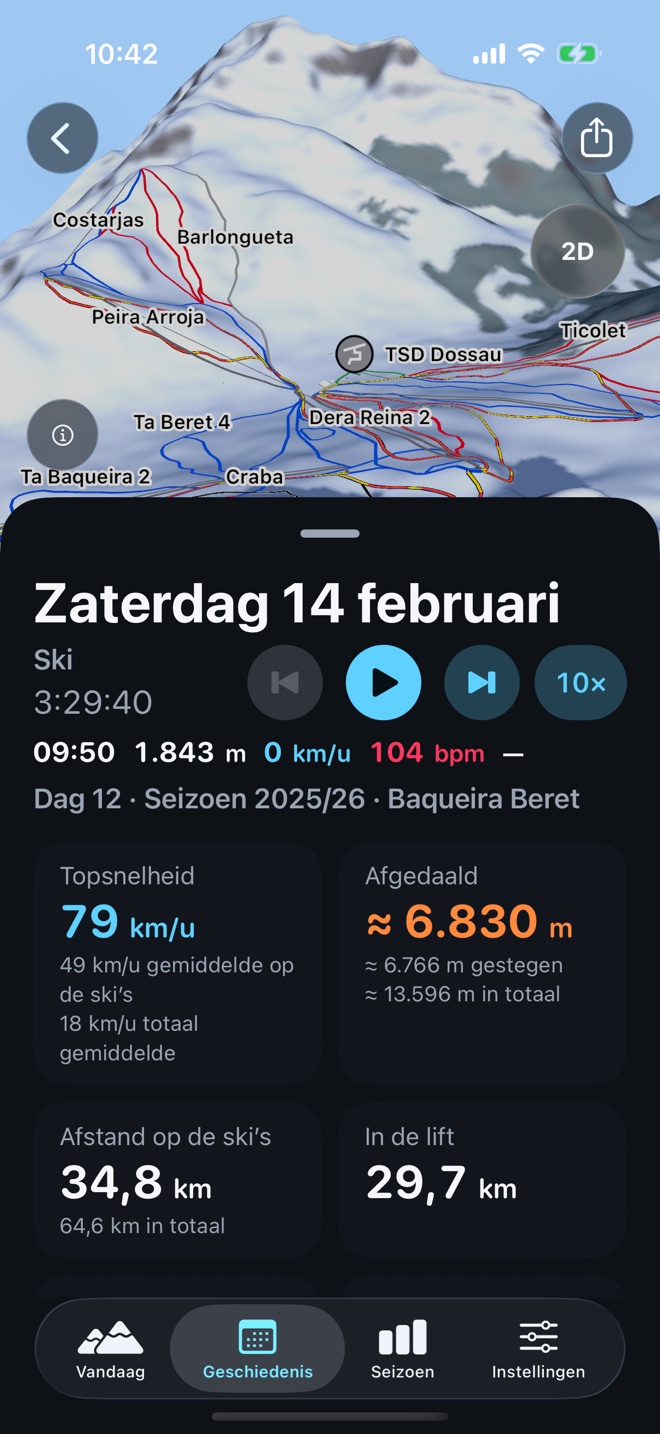 10:42
Costarjas
Barlongueta
2D
Peira Arroja
Ticolet
TSD Dossau
Ta Beret 4
Dera Reina 2
Ta Baqueira 2
Craba
Zaterdag 14 februari
Ski
3:29:40
10×
09:50 1.843 m 0 km/u 104 bpm —
Dag 12 · Seizoen 2025/26 · Baqueira Beret
Topsnelheid
79 km/u
49 km/u gemiddelde op
de ski’s
18 km/u totaal
gemiddelde
Afgedaald
≈ 6.830 m
≈ 6.766 m gestegen
≈ 13.596 m in totaal
Afstand op de ski’s
34,8 km
64,6 km in totaal
In de lift
29,7 km
Vandaag
Geschiedenis
Seizoen
Instellingen